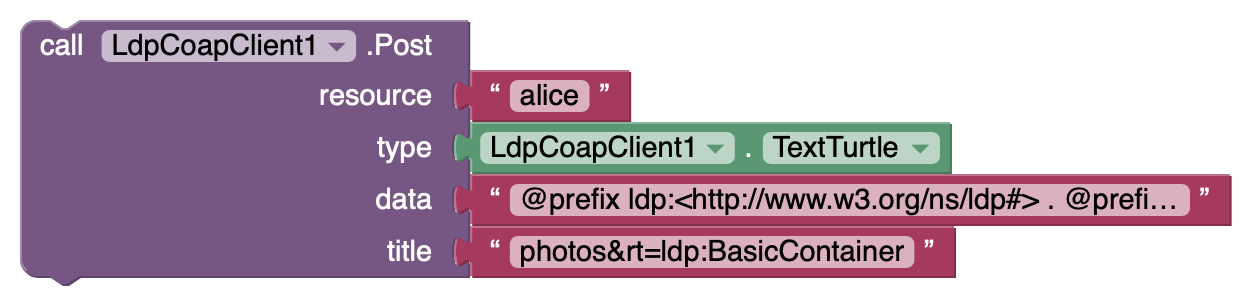 call LdpCoapClient1 .Post
resource “ alice ”
type LdpCoapClient1 . TextTurtle
data “ @prefix ldp:<http://www.w3.org/ns/ldp#> . @prefi… ”
title “ photos&rt=ldp:BasicContainer ”